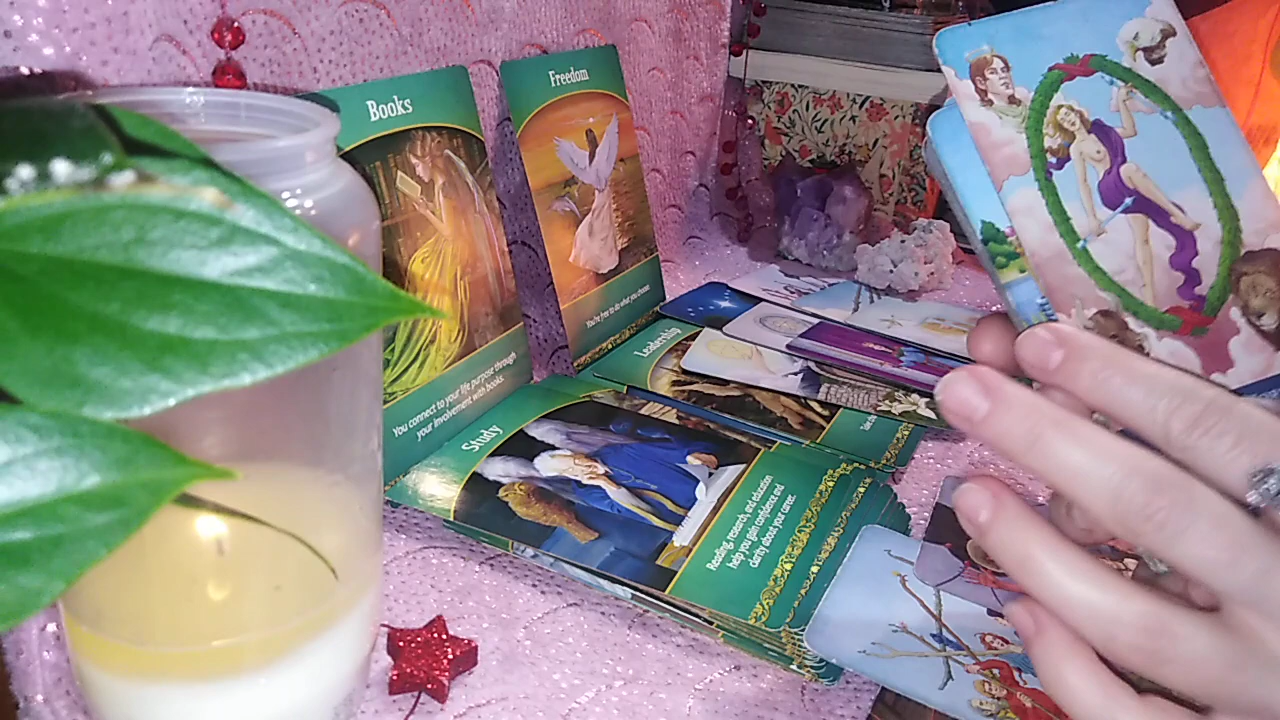 Books
You connect to your life purpose through
your involvement with books.
Freedom
You're free to do what you choose.
Leadership
Study
Reading, research, and education
help you gain confidence and
clarity about your career.